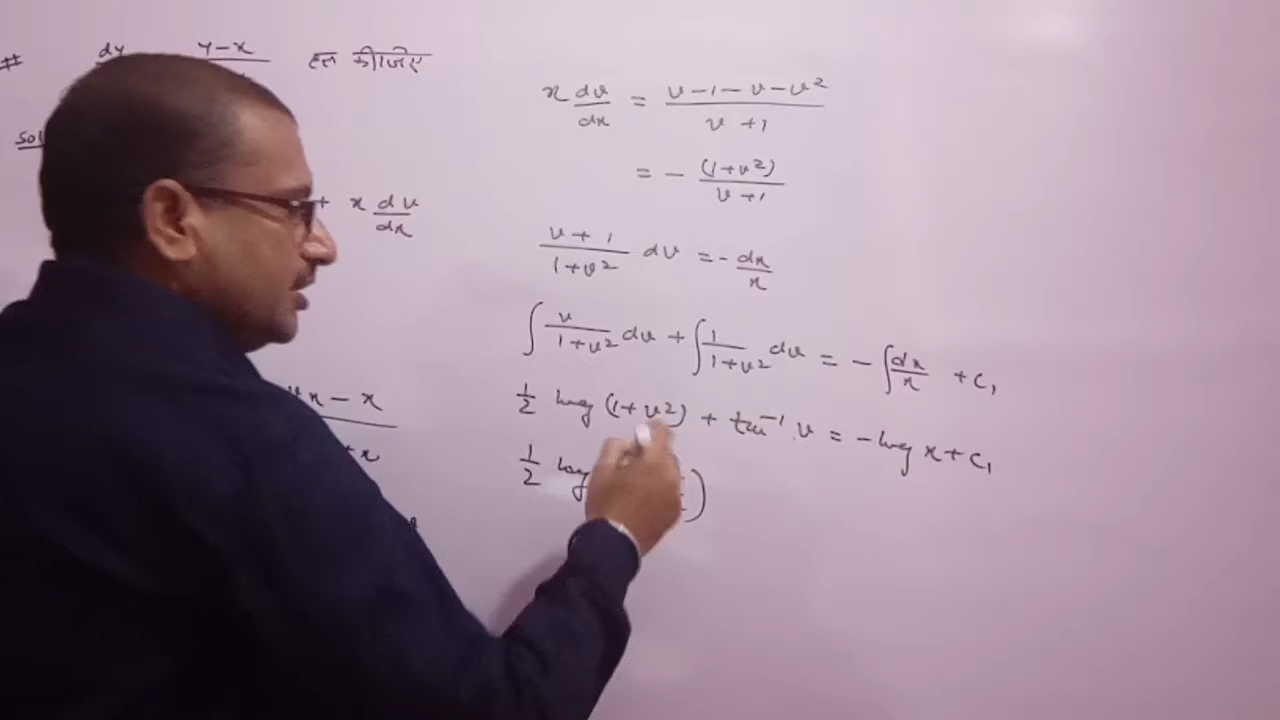 # dy y-x हल कीजिए
Sol
+ x dv/dx
x - x
x
x dv/dx = v-1-v-v²/v+1
= - (1+v²)/v+1
v+1/1+v² dv = - dx/x
∫ v/1+v² dv + ∫ 1/1+v² dv = - ∫ dx/x + c₁
1/2 log (1+v²) + tan⁻¹ v = -log x + c₁
1/2 log )